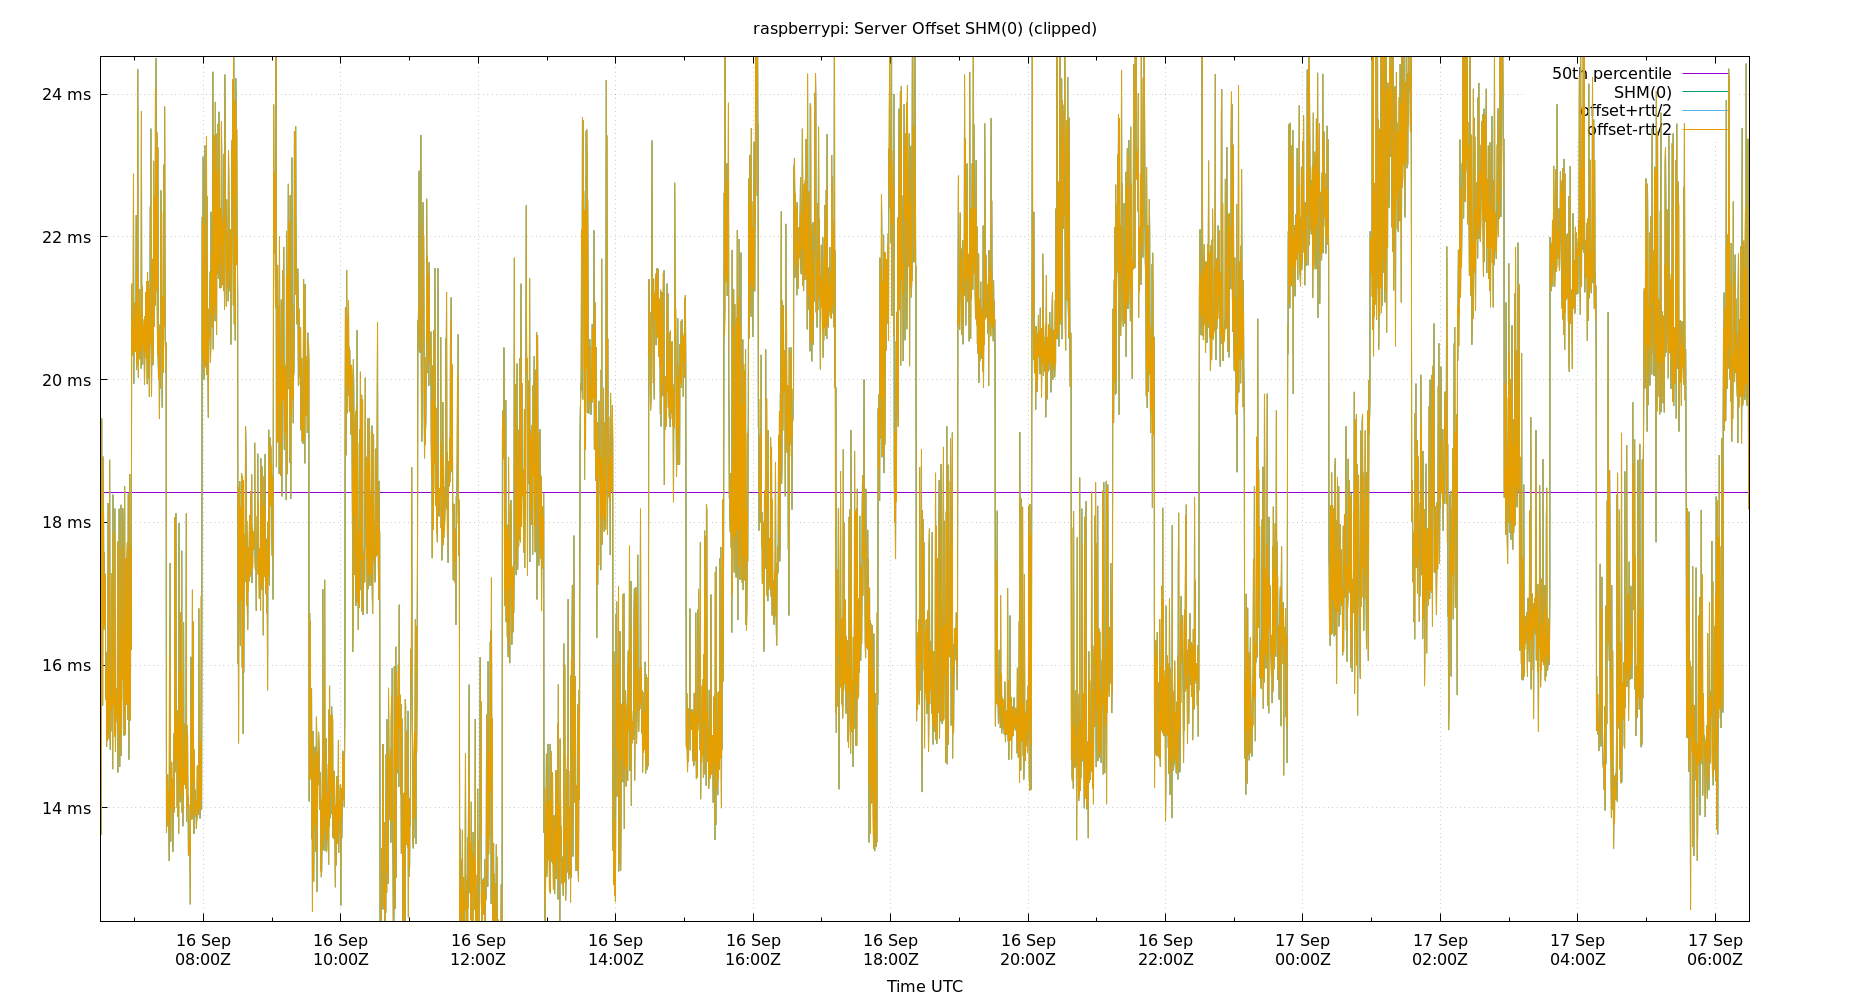 raspberrypi: Server Offset SHM(0) (clipped)
50th percentile
SHM(0)
offset+rtt/2
offset-rtt/2
24 ms
22 ms
20 ms
18 ms
16 ms
14 ms
16 Sep 16 Sep 16 Sep 16 Sep 16 Sep 16 Sep 16 Sep 16 Sep 17 Sep 17 Sep 17 Sep 17 Sep
08:00Z 10:00Z 12:00Z 14:00Z 16:00Z 18:00Z 20:00Z 22:00Z 00:00Z 02:00Z 04:00Z 06:00Z
Time UTC